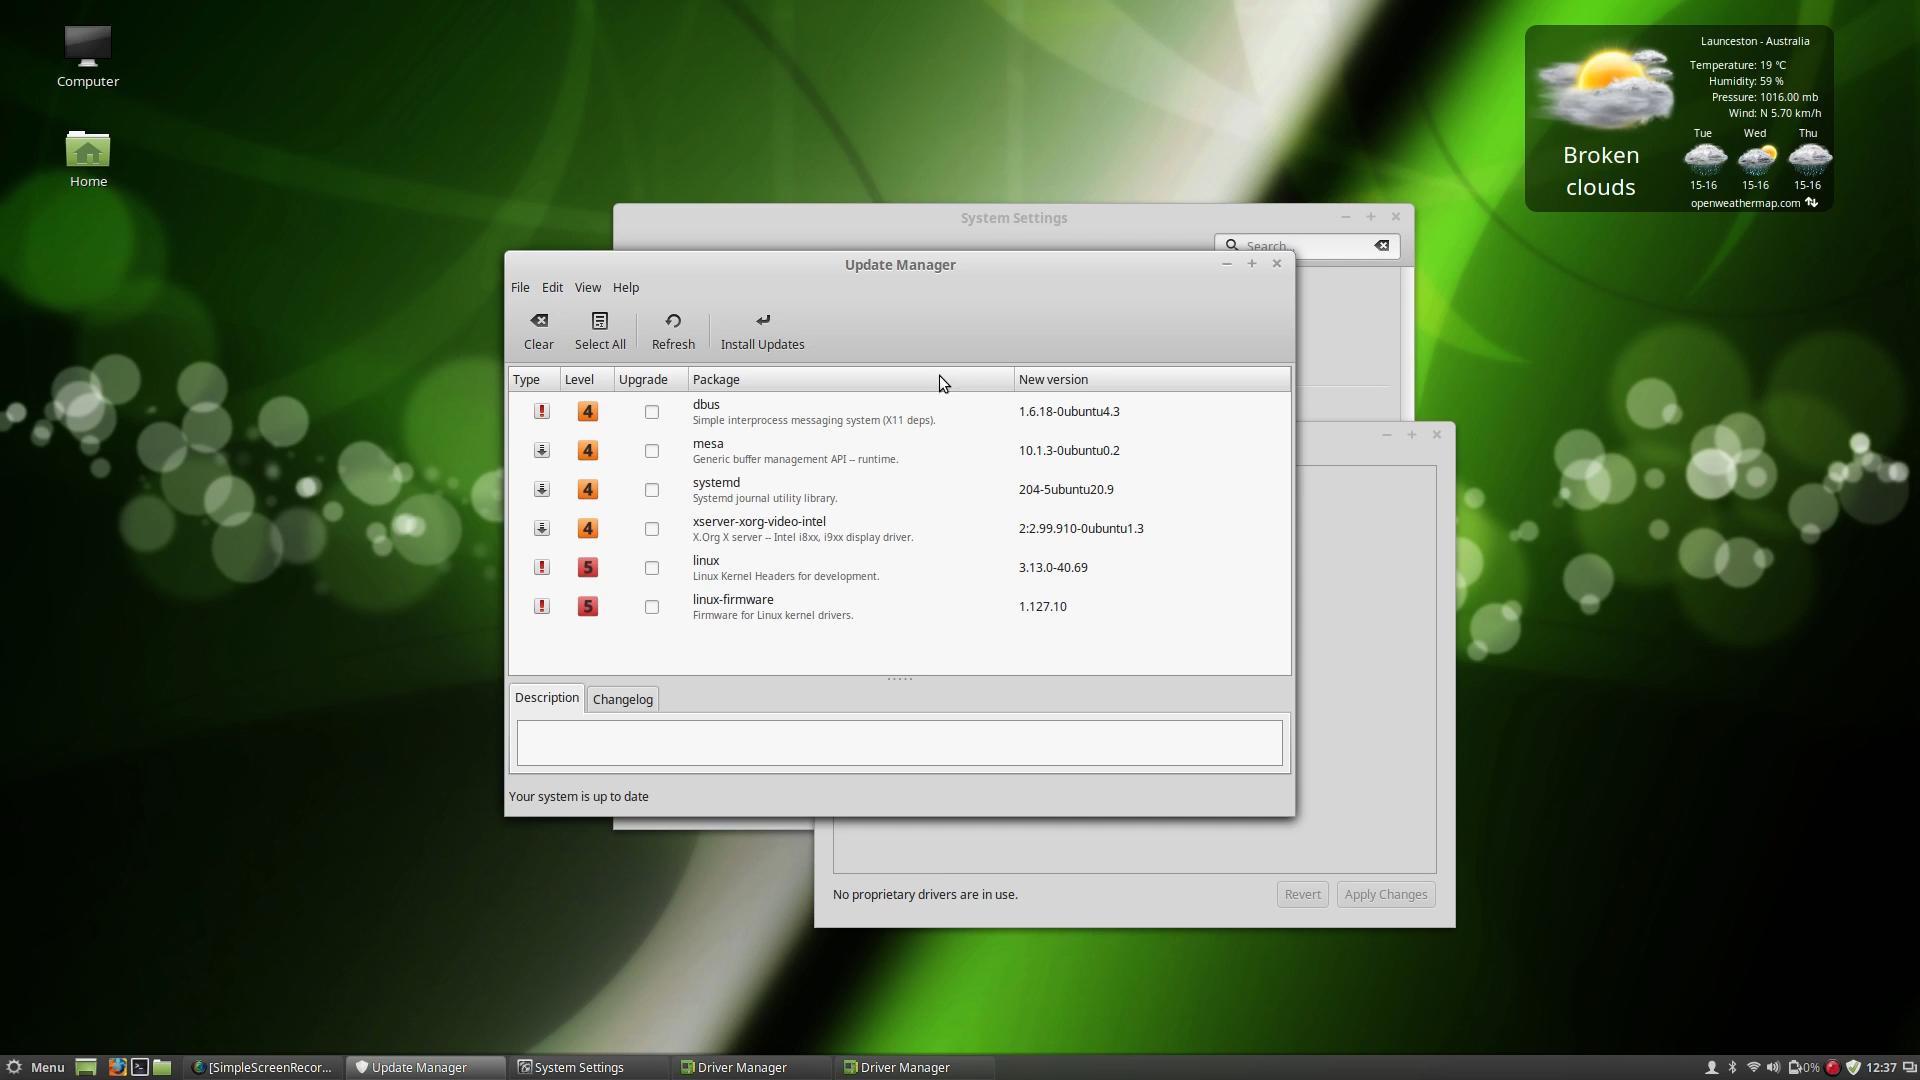 Computer
Home
Launceston - Australia
Temperature: 19 °C
Humidity: 59 %
Pressure: 1016.00 mb
Wind: N 5.70 km/h
Tue Wed Thu
Broken
clouds
15-16 15-16 15-16
openweathermap.com
System Settings
Search...
Update Manager
File Edit View Help
Clear Select All Refresh Install Updates
Type Level Upgrade Package New version
4 dbus 1.6.18-0ubuntu4.3
Simple interprocess messaging system (X11 deps).
4 mesa 10.1.3-0ubuntu0.2
Generic buffer management API -- runtime.
4 systemd 204-5ubuntu20.9
Systemd journal utility library.
4 xserver-xorg-video-intel 2:2.99.910-0ubuntu1.3
X.Org X server -- Intel i8xx, i9xx display driver.
5 linux 3.13.0-40.69
Linux Kernel Headers for development.
5 linux-firmware 1.127.10
Firmware for Linux kernel drivers.
Description Changelog
Your system is up to date
No proprietary drivers are in use.
Revert Apply Changes
Menu [SimpleScreenRecor... Update Manager System Settings Driver Manager Driver Manager 0% 12:37